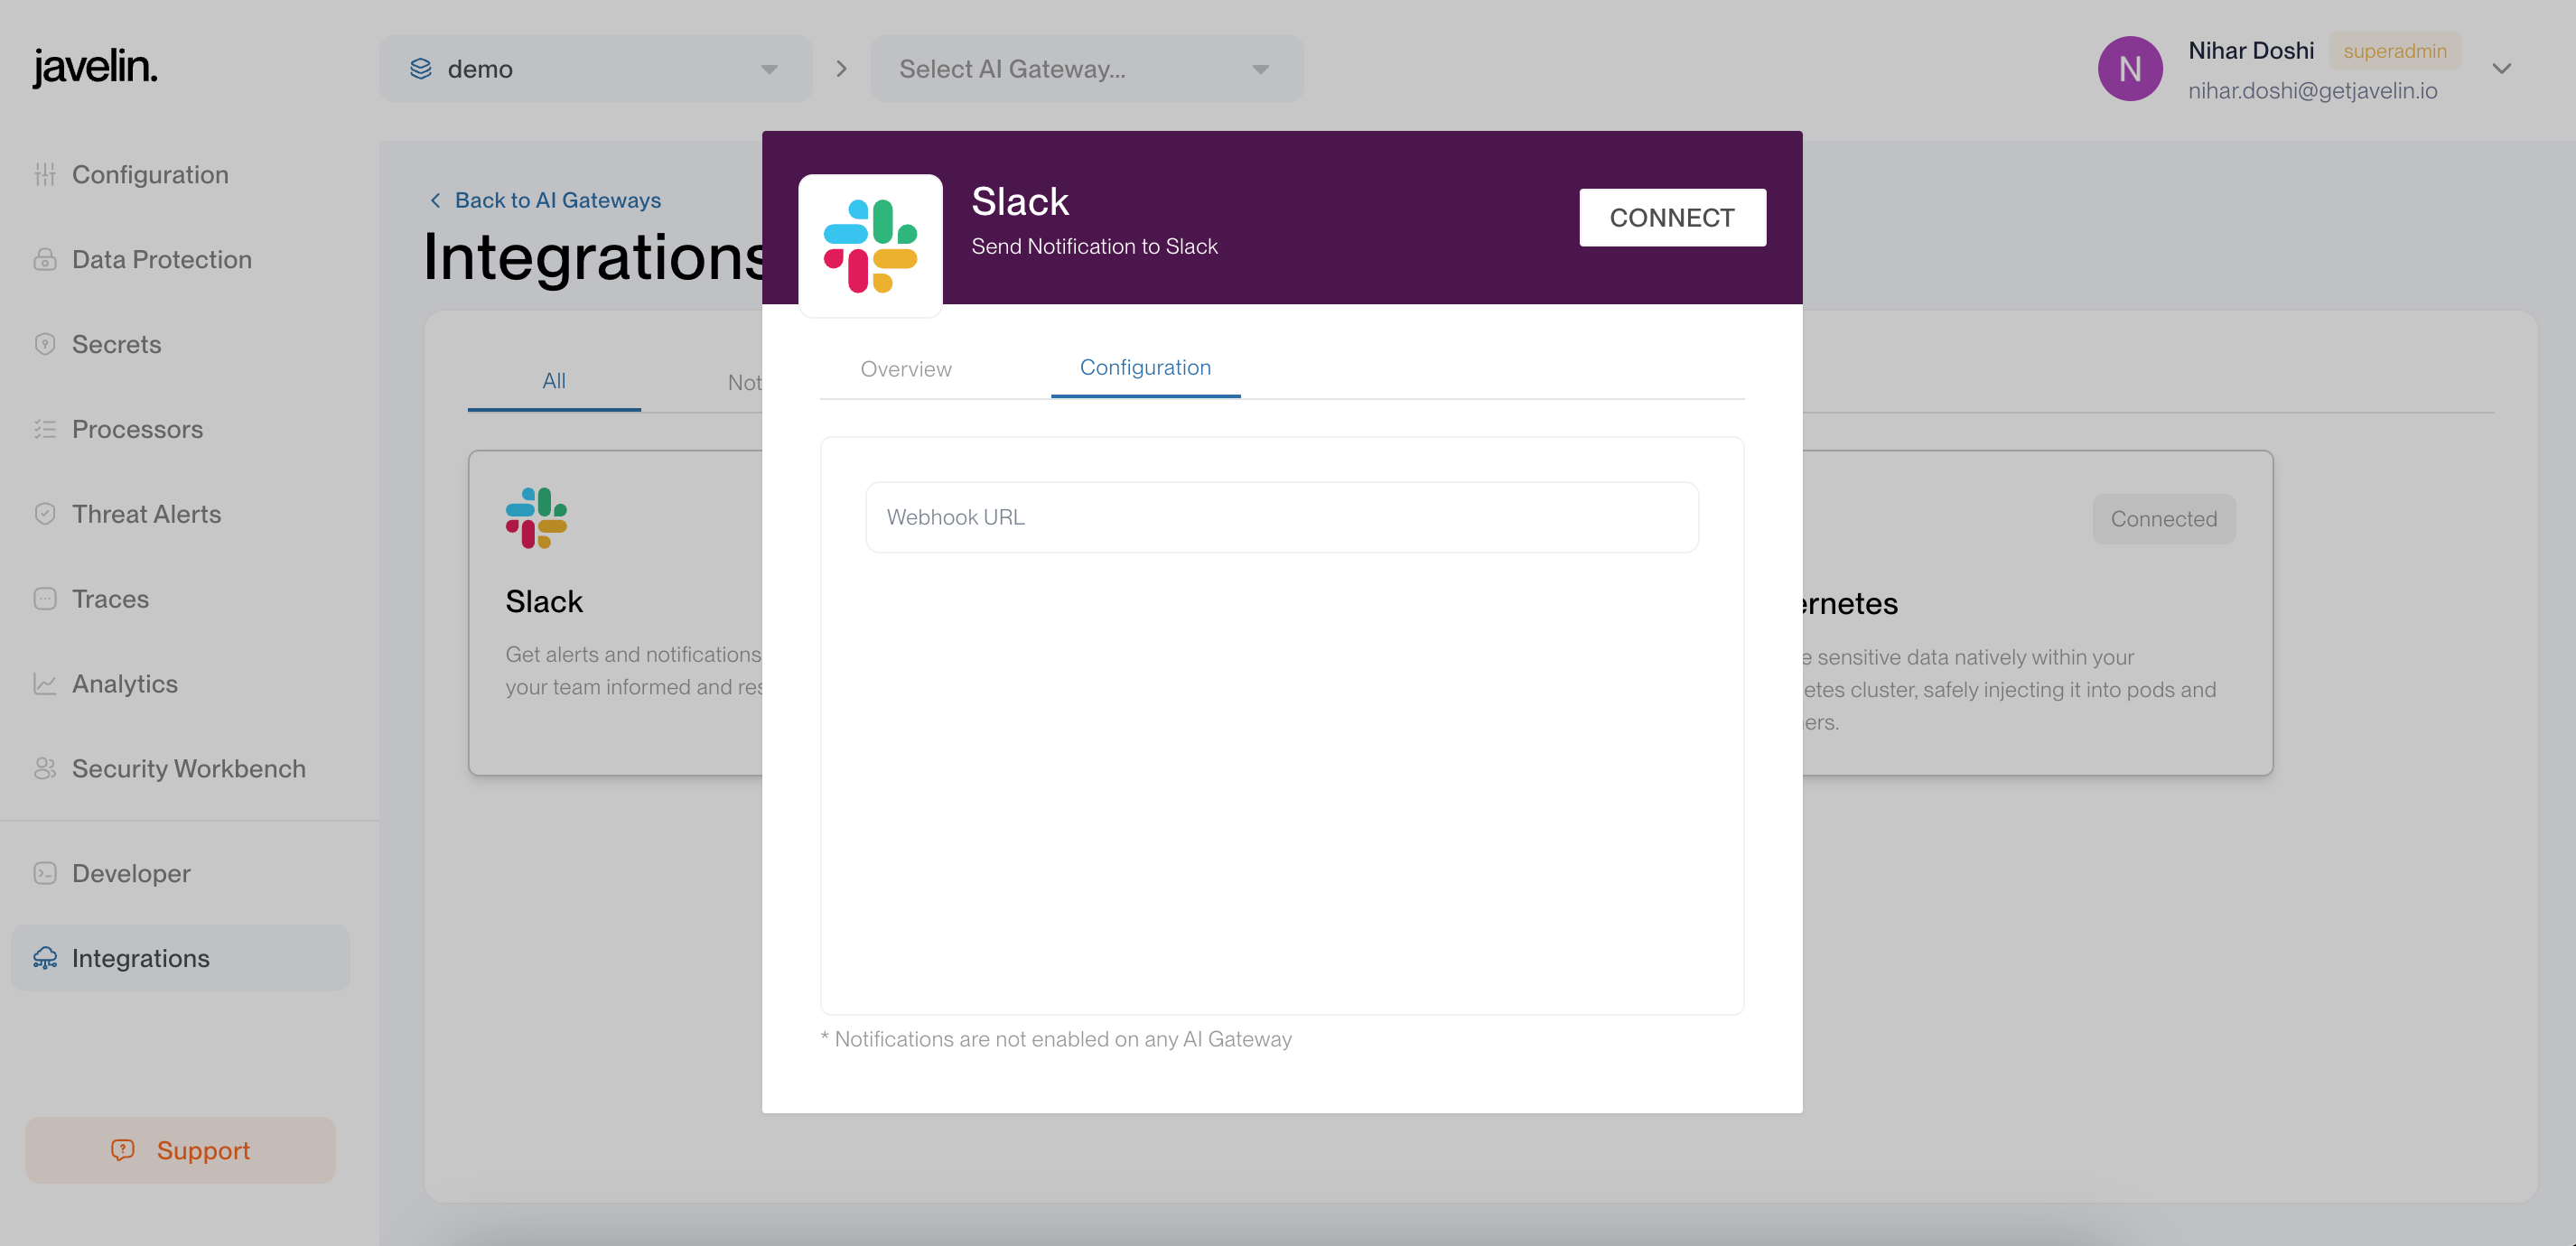 javelin.
demo
Select AI Gateway...
N
Nihar Doshi
superadmin
nihar.doshi@getjavelin.io
Configuration
Data Protection
Secrets
Processors
Threat Alerts
Traces
Analytics
Security Workbench
Developer
Integrations
Support
Back to AI Gateways
Integrations
All
Not
Slack
Get alerts and notifications
your team informed and res
Connected
ernetes
e sensitive data natively within your
etes cluster, safely injecting it into pods and
ers.
Slack
Send Notification to Slack
CONNECT
Overview
Configuration
Webhook URL
* Notifications are not enabled on any AI Gateway